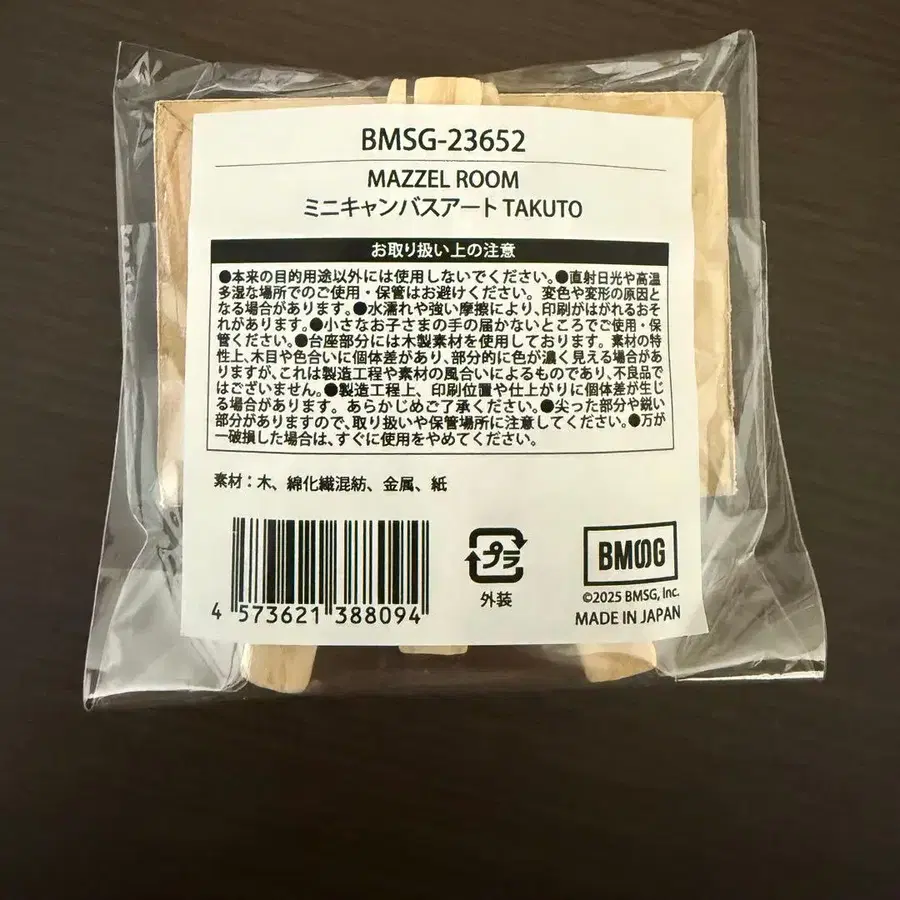 BMSG-23652
MAZZEL ROOM
ミニキャンバスアート TAKUTO
お取り扱い上の注意
●本来の目的用途以外には使用しないでください。●直射日光や高温
多湿な場所でのご使用・保管はお避けください。変色や変形の原因と
なる場合があります。●水濡れや強い摩擦により、印刷がはがれるおそ
れがあります。●小さなお子さまの手の届かないところでご使用・保
管ください。●台座部分には木製素材を使用しております。素材の特
性上、木目や色合いに個体差があり、部分的に色が濃く見える場合があ
りますが、これは製造工程や素材の風合いによるものであり、不良品で
はございません。●製造工程上、印刷位置や仕上がりに個体差が生じ
る場合があります。あらかじめご了承ください。●尖った部分や鋭い
部分がありますので、取り扱いや保管場所に注意してください。●万が
一破損した場合は、すぐに使用をやめてください。
素材：木、綿化繊混紡、金属、紙
4 573621 388094
プラ
外装
BMSG
©2025 BMSG, Inc.
MADE IN JAPAN